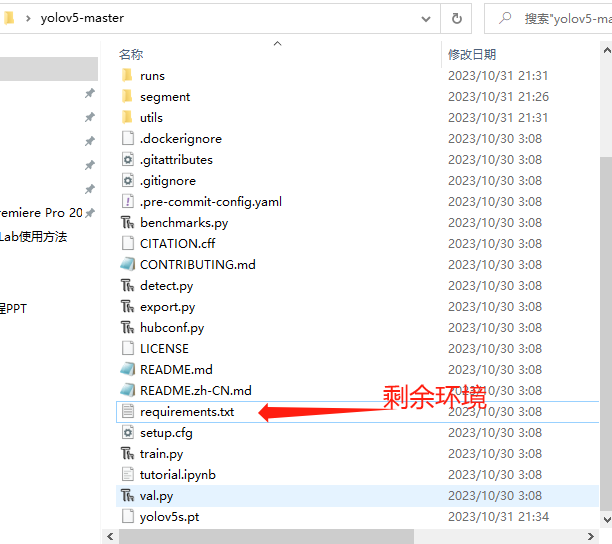 yolov5-master
搜索"yolov5-ma
名称 修改日期
runs 2023/10/31 21:31
segment 2023/10/31 21:26
utils 2023/10/31 21:31
.dockerignore 2023/10/30 3:08
.gitattributes 2023/10/30 3:08
.gitignore 2023/10/30 3:08
.pre-commit-config.yaml 2023/10/30 3:08
remiere Pro 20
benchmarks.py 2023/10/30 3:08
Lab使用方法
CITATION.cff 2023/10/30 3:08
CONTRIBUTING.md 2023/10/30 3:08
detect.py 2023/10/30 3:08
程PPT
export.py 2023/10/30 3:08
hubconf.py 2023/10/30 3:08
LICENSE 2023/10/30 3:08
README.md 2023/10/30 3:08
README.zh-CN.md 2023/10/30 3:08
剩余环境
requirements.txt 2023/10/30 3:08
setup.cfg 2023/10/30 3:08
train.py 2023/10/30 3:08
tutorial.ipynb 2023/10/30 3:08
val.py 2023/10/30 3:08
yolov5s.pt 2023/10/31 21:34